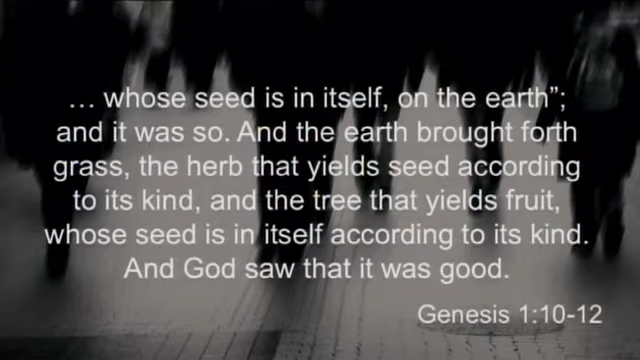 … whose seed is in itself, on the earth”;
and it was so. And the earth brought forth
grass, the herb that yields seed according
to its kind, and the tree that yields fruit,
whose seed is in itself according to its kind.
And God saw that it was good.
Genesis 1:10-12